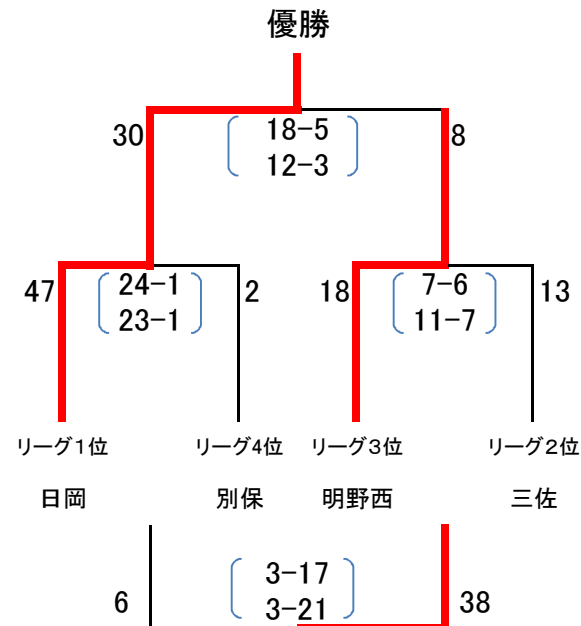 優勝
30 18-5 8
12-3
47 24-1 2 18 7-6 13
23-1 11-7
リーグ1位 リーグ4位 リーグ3位 リーグ2位
日岡 別保 明野西 三佐
3-17
6 3-21 38